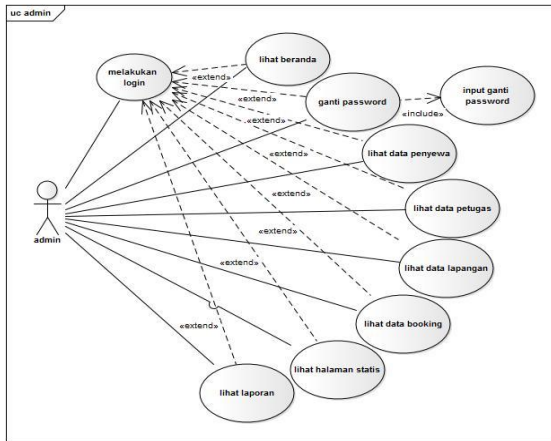 uc admin
melakukan
login
lihat beranda
«extend»
ganti password
«extend»
input ganti
password
«include»
lihat data penyewa
«extend»
lihat data petugas
«extend»
lihat data lapangan
«extend»
lihat data booking
«extend»
lihat halaman statis
«extend»
lihat laporan
«extend»
admin